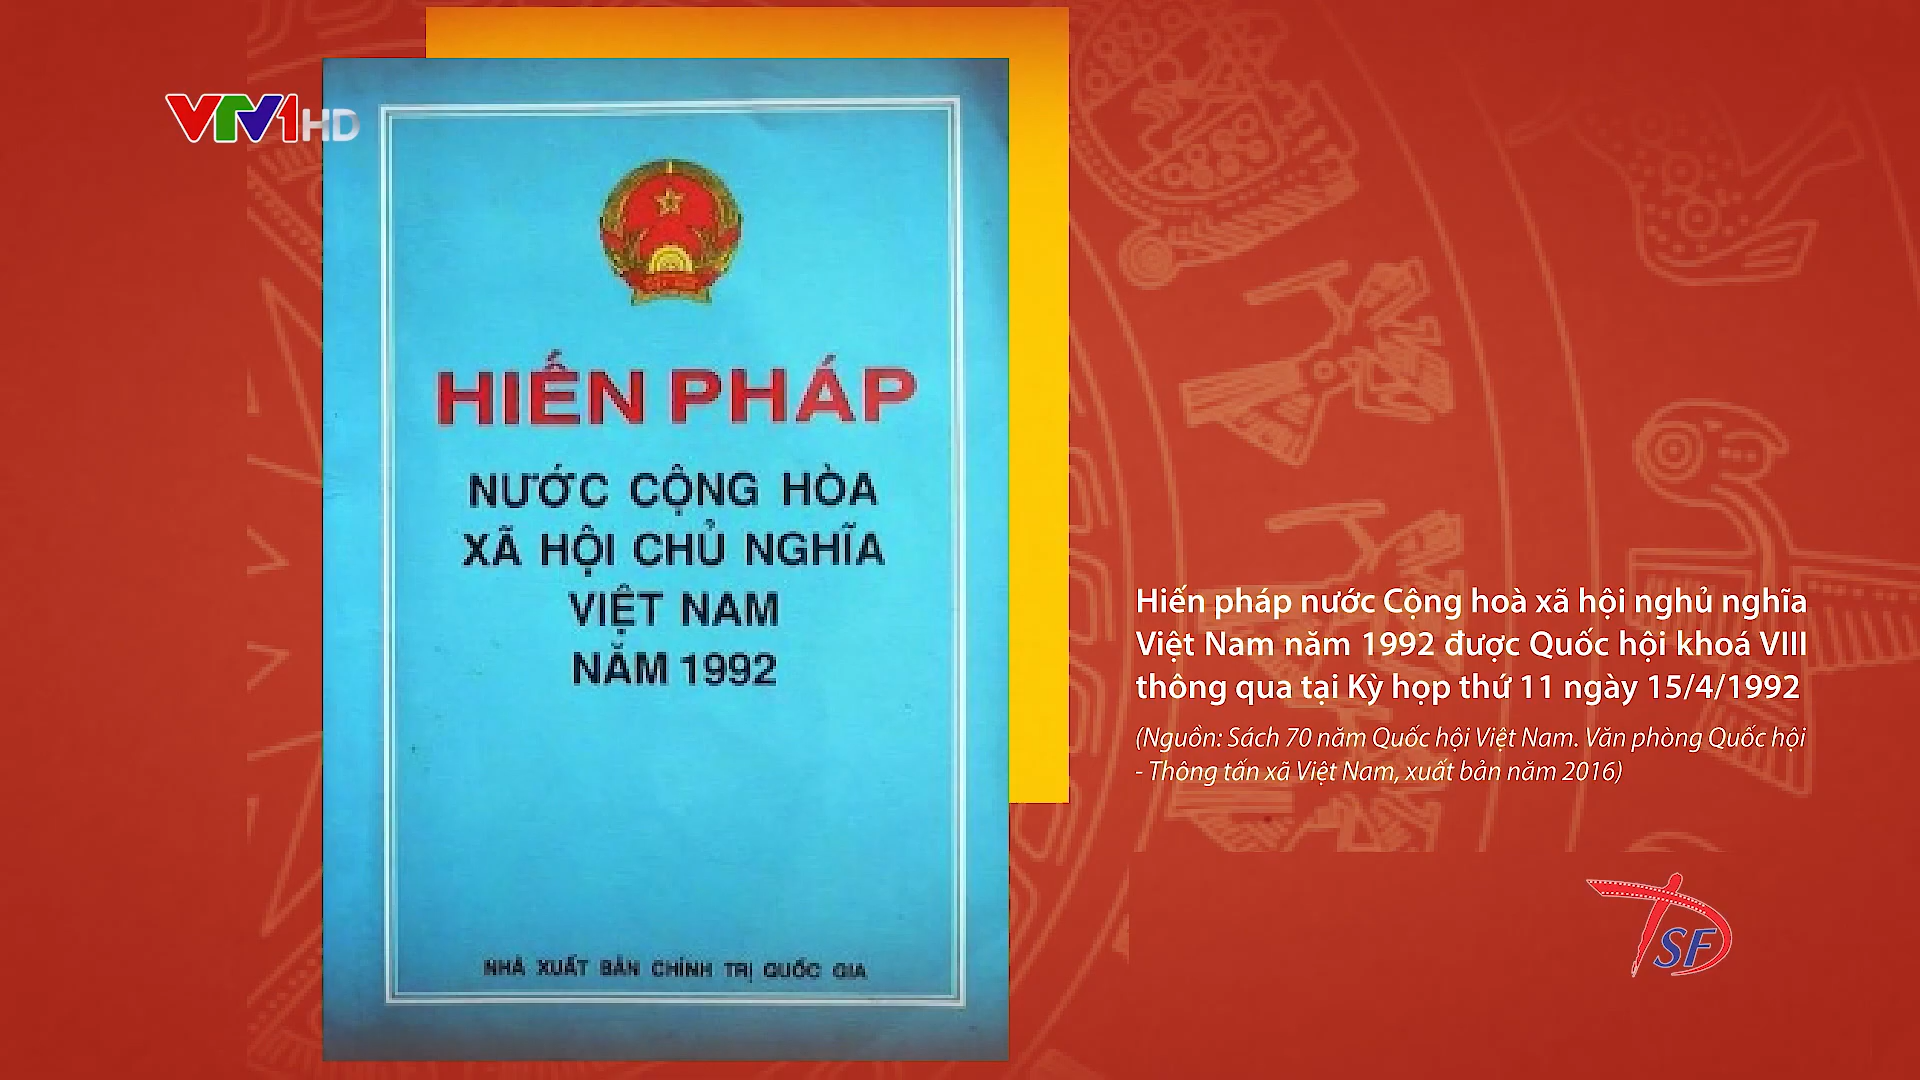 VTV1 HD
HIẾN PHÁP
NƯỚC CỘNG HÒA
XÃ HỘI CHỦ NGHĨA
VIỆT NAM
NĂM 1992
NHÀ XUẤT BẢN CHÍNH TRỊ QUỐC GIA
Hiến pháp nước Cộng hoà xã hội nghủ nghĩa
Việt Nam năm 1992 được Quốc hội khoá VIII
thông qua tại Kỳ họp thứ 11 ngày 15/4/1992
(Nguồn: Sách 70 năm Quốc hội Việt Nam. Văn phòng Quốc hội
- Thông tấn xã Việt Nam, xuất bản năm 2016)
TSF